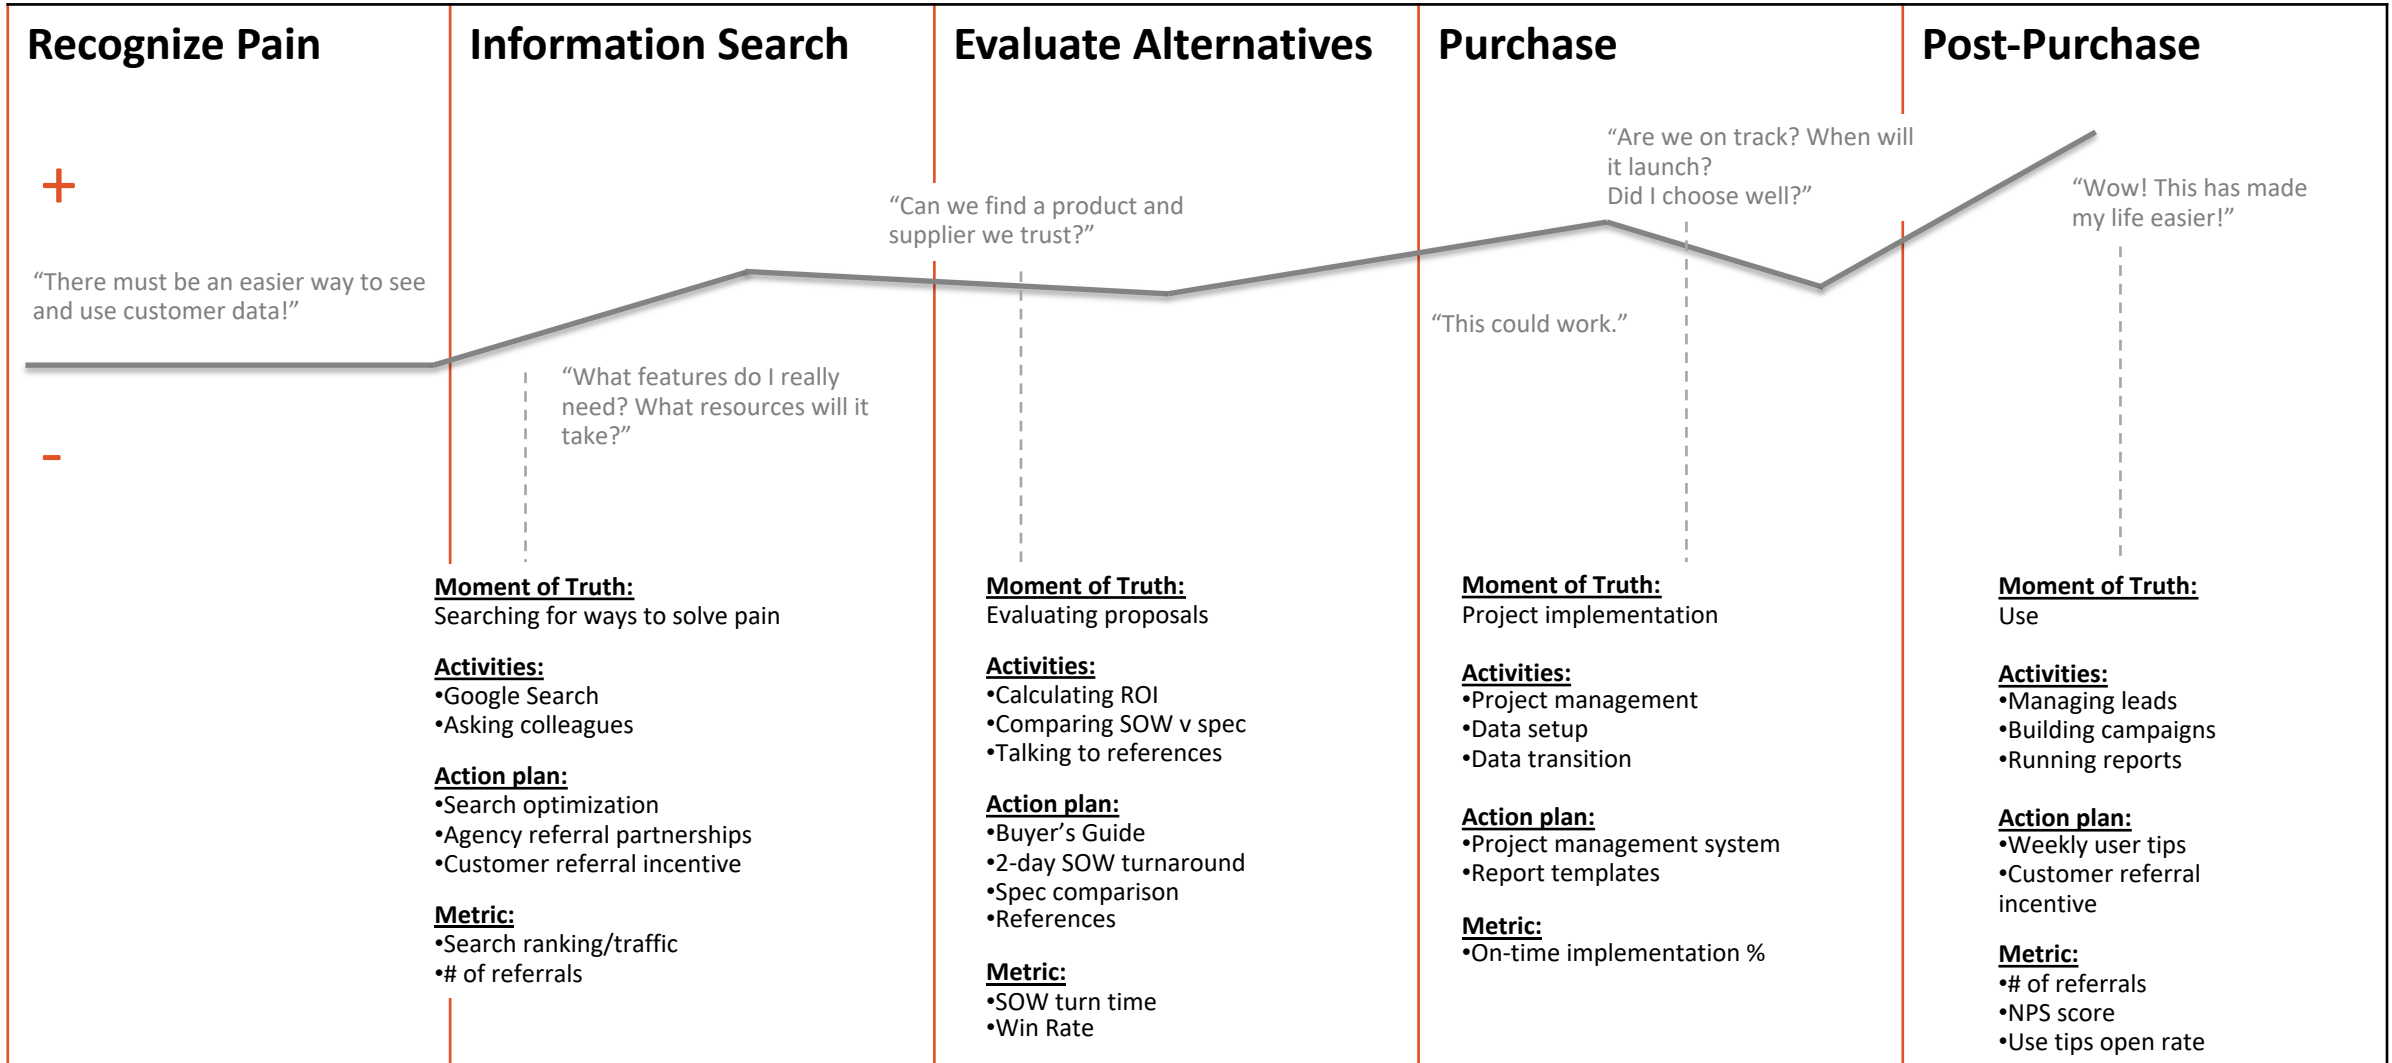 Recognize Pain
Information Search
Evaluate Alternatives
Purchase
Post-Purchase
+
-
“There must be an easier way to see
and use customer data!”
“What features do I really
need? What resources will it
take?”
“Can we find a product and
supplier we trust?”
“This could work.”
“Are we on track? When will
it launch?
Did I choose well?”
“Wow! This has made
my life easier!”
Moment of Truth:
Searching for ways to solve pain
Activities:
•Google Search
•Asking colleagues
Action plan:
•Search optimization
•Agency referral partnerships
•Customer referral incentive
Metric:
•Search ranking/traffic
•# of referrals
Moment of Truth:
Evaluating proposals
Activities:
•Calculating ROI
•Comparing SOW v spec
•Talking to references
Action plan:
•Buyer’s Guide
•2-day SOW turnaround
•Spec comparison
•References
Metric:
•SOW turn time
•Win Rate
Moment of Truth:
Project implementation
Activities:
•Project management
•Data setup
•Data transition
Action plan:
•Project management system
•Report templates
Metric:
•On-time implementation %
Moment of Truth:
Use
Activities:
•Managing leads
•Building campaigns
•Running reports
Action plan:
•Weekly user tips
•Customer referral
incentive
Metric:
•# of referrals
•NPS score
•Use tips open rate